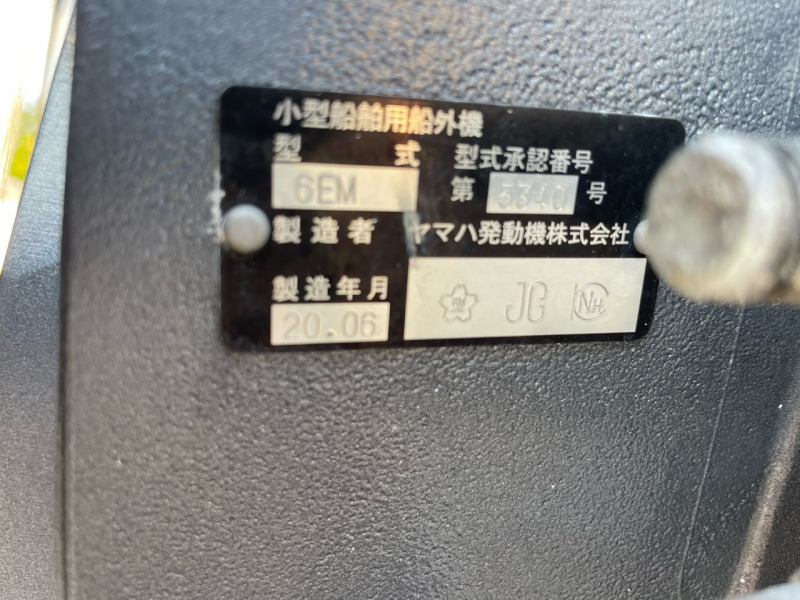 小型船舶用船外機
型 式 型式承認番号
6EM 第 5340 号
製造者 ヤマハ発動機株式会社
製造年月
20.06 JG NH